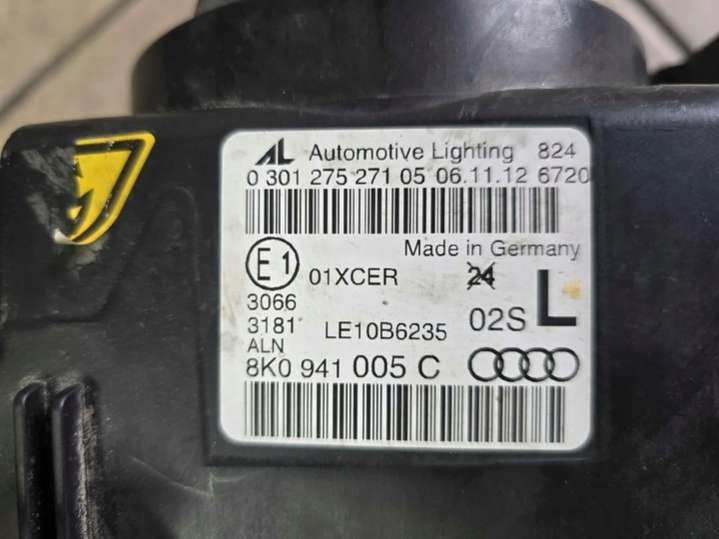 AL Automotive Lighting 824
0 301 275 271 05 06.11.12 6720
Made in Germany
E1 01XCER 24
3066
3181 LE10B6235 02S L
ALN
8K0 941 005 C